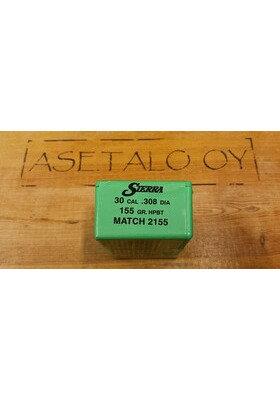 ASETALO OY
SIERRA
30 CAL .308 DIA
155 GR. HPBT
MATCH 2155